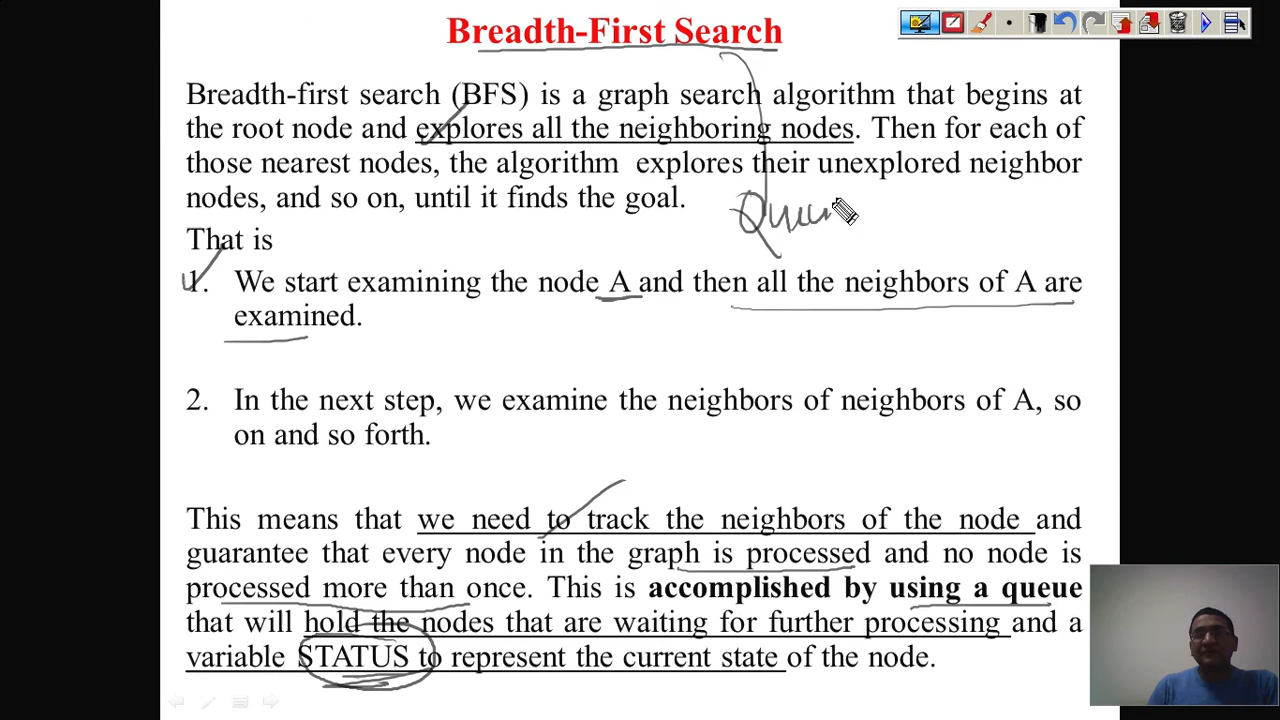 Breadth-First Search
Breadth-first search (BFS) is a graph search algorithm that begins at
the root node and explores all the neighboring nodes. Then for each of
those nearest nodes, the algorithm explores their unexplored neighbor
nodes, and so on, until it finds the goal.
That is
1. We start examining the node A and then all the neighbors of A are
examined.
2. In the next step, we examine the neighbors of neighbors of A, so
on and so forth.
This means that we need to track the neighbors of the node and
guarantee that every node in the graph is processed and no node is
processed more than once. This is accomplished by using a queue
that will hold the nodes that are waiting for further processing and a
variable STATUS to represent the current state of the node.